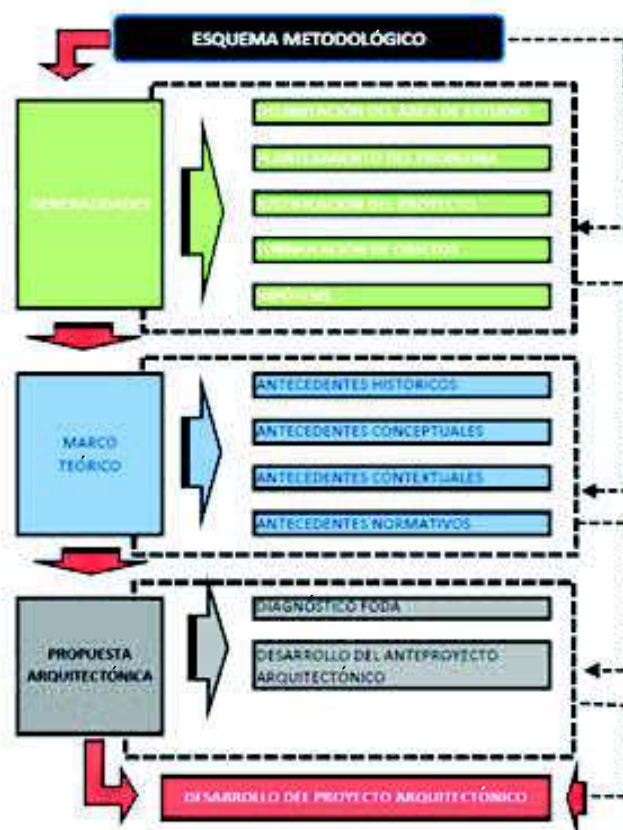 ESQUEMA METODOLÓGICO
GENERALIDADES
DELIMITACIÓN DEL ÁREA DE ESTUDIO
PLANTEAMIENTO DEL PROBLEMA
JUSTIFICACIÓN DEL PROYECTO
FORMULACIÓN DE OBJETOS
HIPÓTESIS
MARCO
TEÓRICO
ANTECEDENTES HISTÓRICOS
ANTECEDENTES CONCEPTUALES
ANTECEDENTES CONTEXTUALES
ANTECEDENTES NORMATIVOS
PROPUESTA
ARQUITECTÓNICA
DIAGNÓSTICO FODA
DESARROLLO DEL ANTEPROYECTO
ARQUITECTÓNICO
DESARROLLO DEL PROYECTO ARQUITECTÓNICO